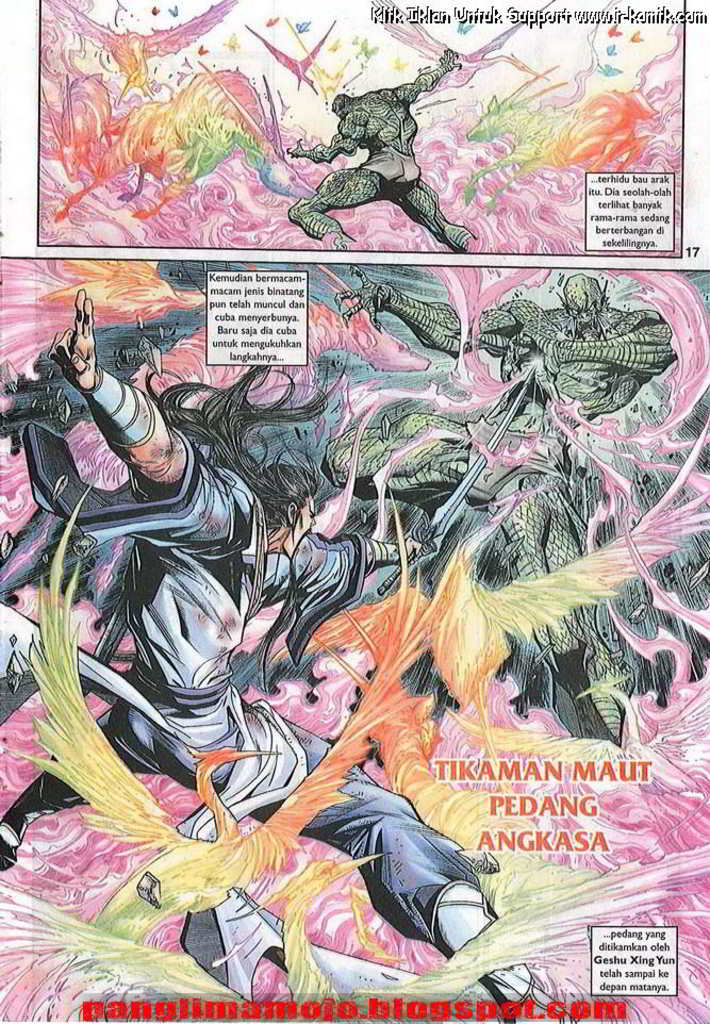 Klik Iklan Untuk Support www.jr-komik.com
...terhidu bau arak
itu. Dia seolah-olah
terlihat banyak
rama-rama sedang
berterbangan di
sekelilingnya.
17
Kemudian bermacam-
macam jenis binatang
pun telah muncul dan
cuba menyerbunya.
Baru saja dia cuba
untuk mengukuhkan
langkahnya...
TIKAMAN MAUT
PEDANG
ANGKASA
...pedang yang
ditikamkan oleh
Geshu Xing Yun
telah sampai ke
depan matanya.
panglimamojo.blogspot.com